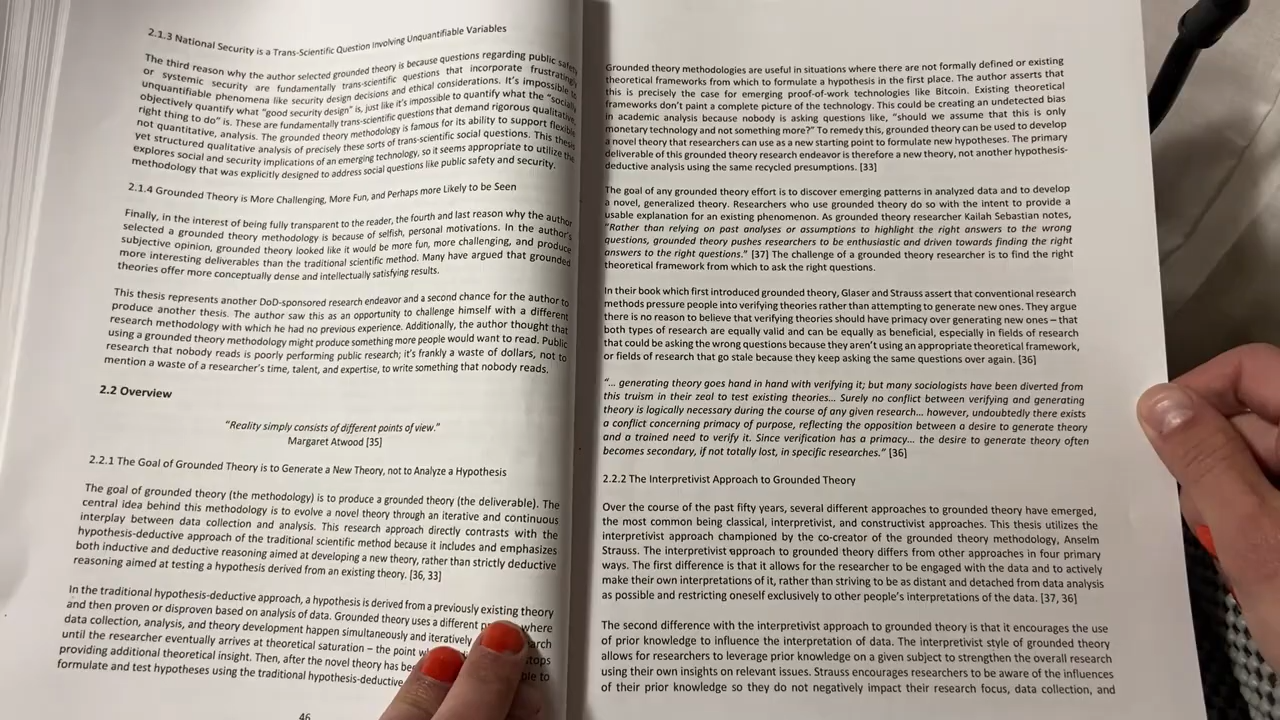 2.1.3 National Security is a Trans-Scientific Question Involving Unquantifiable Variables
The third reason why the author selected grounded theory is because questions regarding public safety
or systemic security are fundamentally trans-scientific questions that incorporate frustratingly
unquantifiable phenomena like security design decisions and ethical considerations. It's impossible to
objectively quantify what "good security design" is, just like it's impossible to quantify what the "socially
right thing to do" is. These are fundamentally trans-scientific questions that demand rigorous qualitative,
not quantitative, analysis. The grounded theory methodology is famous for its ability to support flexible
yet structured qualitative analysis of precisely these sorts of trans-scientific social questions. This thesis
explores social and security implications of an emerging technology, so it seems appropriate to utilize the
methodology that was explicitly designed to address social questions like public safety and security.
2.1.4 Grounded Theory is More Challenging, More Fun, and Perhaps more Likely to be Seen
Finally, in the interest of being fully transparent to the reader, the fourth and last reason why the author
selected a grounded theory methodology is because of selfish, personal motivations. In the author's
subjective opinion, grounded theory looked like it would be more fun, more challenging, and produce
more interesting deliverables than the traditional scientific method. Many have argued that grounded
theories offer more conceptually dense and intellectually satisfying results.
This thesis represents another DoD-sponsored research endeavor and a second chance for the author to
produce another thesis. The author saw this as an opportunity to challenge himself with a different
research methodology with which he had no previous experience. Additionally, the author thought that
using a grounded theory methodology might produce something more people would want to read. Public
research that nobody reads is poorly performing public research; it's frankly a waste of dollars, not to
mention a waste of a researcher's time, talent, and expertise, to write something that nobody reads.
2.2 Overview
"Reality simply consists of different points of view."
Margaret Atwood [35]
2.2.1 The Goal of Grounded Theory is to Generate a New Theory, not to Analyze a Hypothesis
The goal of grounded theory (the methodology) is to produce a grounded theory (the deliverable). The
central idea behind this methodology is to evolve a novel theory through an iterative and continuous
interplay between data collection and analysis. This research approach directly contrasts with the
hypothesis-deductive approach of the traditional scientific method because it includes and emphasizes
both inductive and deductive reasoning aimed at developing a new theory, rather than strictly deductive
reasoning aimed at testing a hypothesis derived from an existing theory. [36, 33]
In the traditional hypothesis-deductive approach, a hypothesis is derived from a previously existing theory
and then proven or disproven based on analysis of data. Grounded theory uses a different where
data collection, analysis, and theory development happen simultaneously and iteratively
until the researcher eventually arrives at theoretical saturation – the point
providing additional theoretical insight. Then, after the novel theory has to
formulate and test hypotheses using the traditional hypothesis-deductive
46
Grounded theory methodologies are useful in situations where there are not formally defined or existing
theoretical frameworks from which to formulate a hypothesis in the first place. The author asserts that
this is precisely the case for emerging proof-of-work technologies like Bitcoin. Existing theoretical
frameworks don't paint a complete picture of the technology. This could be creating an undetected bias
in academic analysis because nobody is asking questions like, "should we assume that this is only
monetary technology and not something more?" To remedy this, grounded theory can be used to develop
a novel theory that researchers can use as a new starting point to formulate new hypotheses. The primary
deliverable of this grounded theory research endeavor is therefore a new theory, not another hypothesis-
deductive analysis using the same recycled presumptions. [33]
The goal of any grounded theory effort is to discover emerging patterns in analyzed data and to develop
a novel, generalized theory. Researchers who use grounded theory do so with the intent to provide a
usable explanation for an existing phenomenon. As grounded theory researcher Kailah Sebastian notes,
"Rather than relying on past analyses or assumptions to highlight the right answers to the wrong
questions, grounded theory pushes researchers to be enthusiastic and driven towards finding the right
answers to the right questions." [37] The challenge of a grounded theory researcher is to find the right
theoretical framework from which to ask the right questions.
In their book which first introduced grounded theory, Glaser and Strauss assert that conventional research
methods pressure people into verifying theories rather than attempting to generate new ones. They argue
there is no reason to believe that verifying theories should have primacy over generating new ones – that
both types of research are equally valid and can be equally as beneficial, especially in fields of research
that could be asking the wrong questions because they aren't using an appropriate theoretical framework,
or fields of research that go stale because they keep asking the same questions over again. [36]
"… generating theory goes hand in hand with verifying it; but many sociologists have been diverted from
this truism in their zeal to test existing theories… Surely no conflict between verifying and generating
theory is logically necessary during the course of any given research… however, undoubtedly there exists
a conflict concerning primacy of purpose, reflecting the opposition between a desire to generate theory
and a trained need to verify it. Since verification has a primacy… the desire to generate theory often
becomes secondary, if not totally lost, in specific researches." [36]
2.2.2 The Interpretivist Approach to Grounded Theory
Over the course of the past fifty years, several different approaches to grounded theory have emerged,
the most common being classical, interpretivist, and constructivist approaches. This thesis utilizes the
interpretivist approach championed by the co-creator of the grounded theory methodology, Anselm
Strauss. The interpretivist approach to grounded theory differs from other approaches in four primary
ways. The first difference is that it allows for the researcher to be engaged with the data and to actively
make their own interpretations of it, rather than striving to be as distant and detached from data analysis
as possible and restricting oneself exclusively to other people's interpretations of the data. [37, 36]
The second difference with the interpretivist approach to grounded theory is that it encourages the use
of prior knowledge to influence the interpretation of data. The interpretivist style of grounded theory
allows for researchers to leverage prior knowledge on a given subject to strengthen the overall research
using their own insights on relevant issues. Strauss encourages researchers to be aware of the influences
of their prior knowledge so they do not negatively impact their research focus, data collection, and